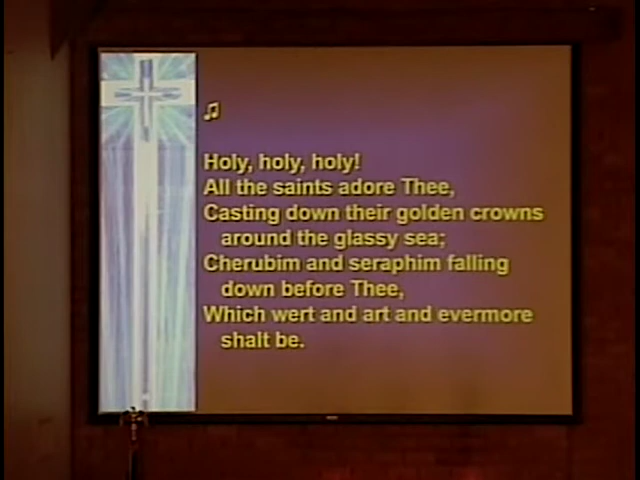 Holy, holy, holy!
All the saints adore Thee,
Casting down their golden crowns
around the glassy sea;
Cherubim and seraphim falling
down before Thee,
Which wert and art and evermore
shalt be.